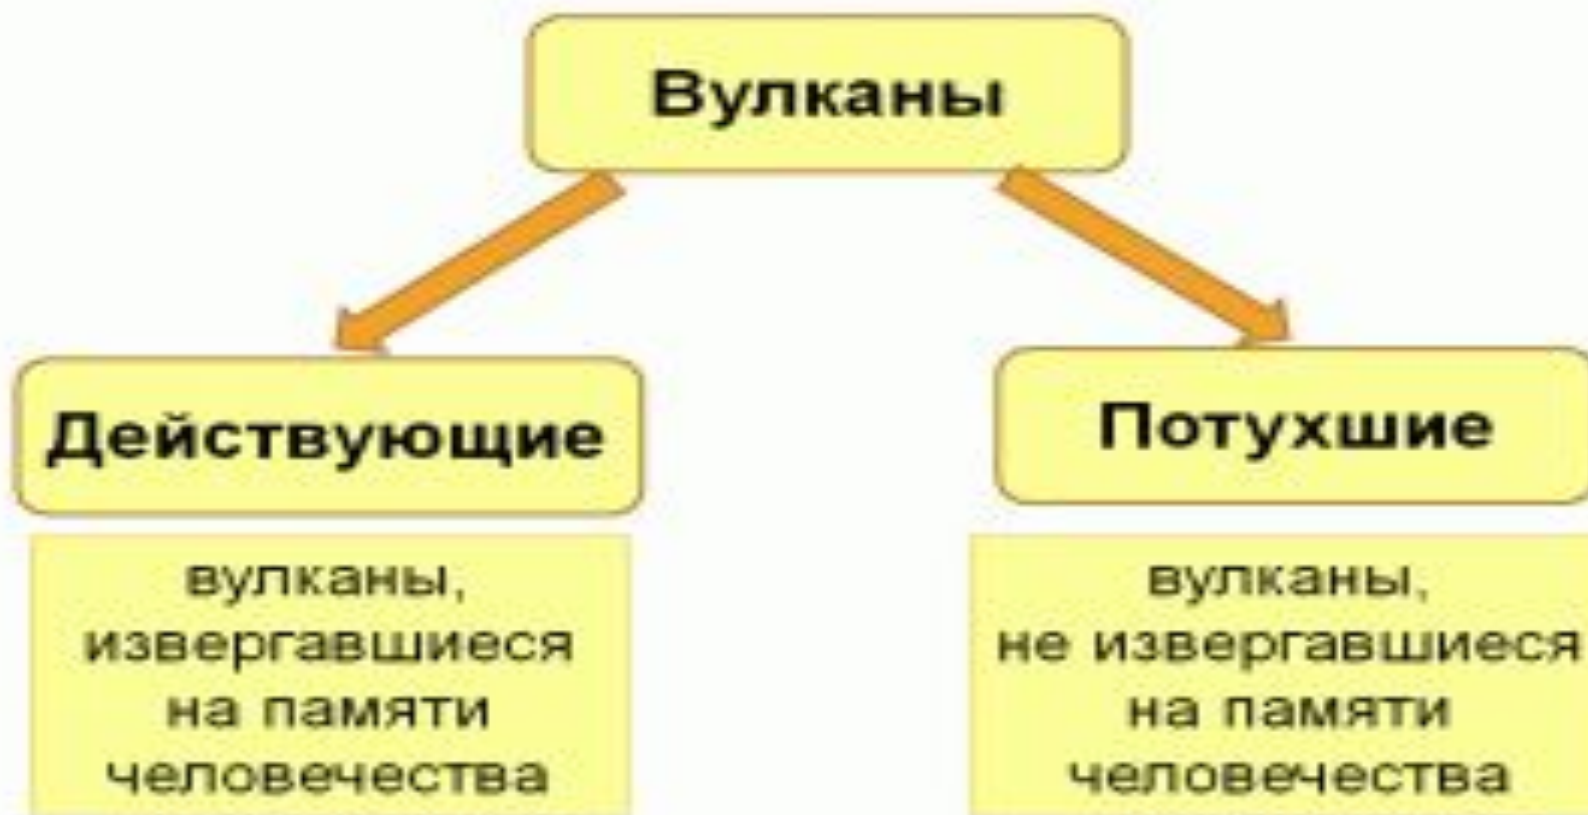 Вулканы
Действующие
Потухшие
вулканы,
извергавшиеся
на памяти
человечества
вулканы,
не извергавшиеся
на памяти
человечества